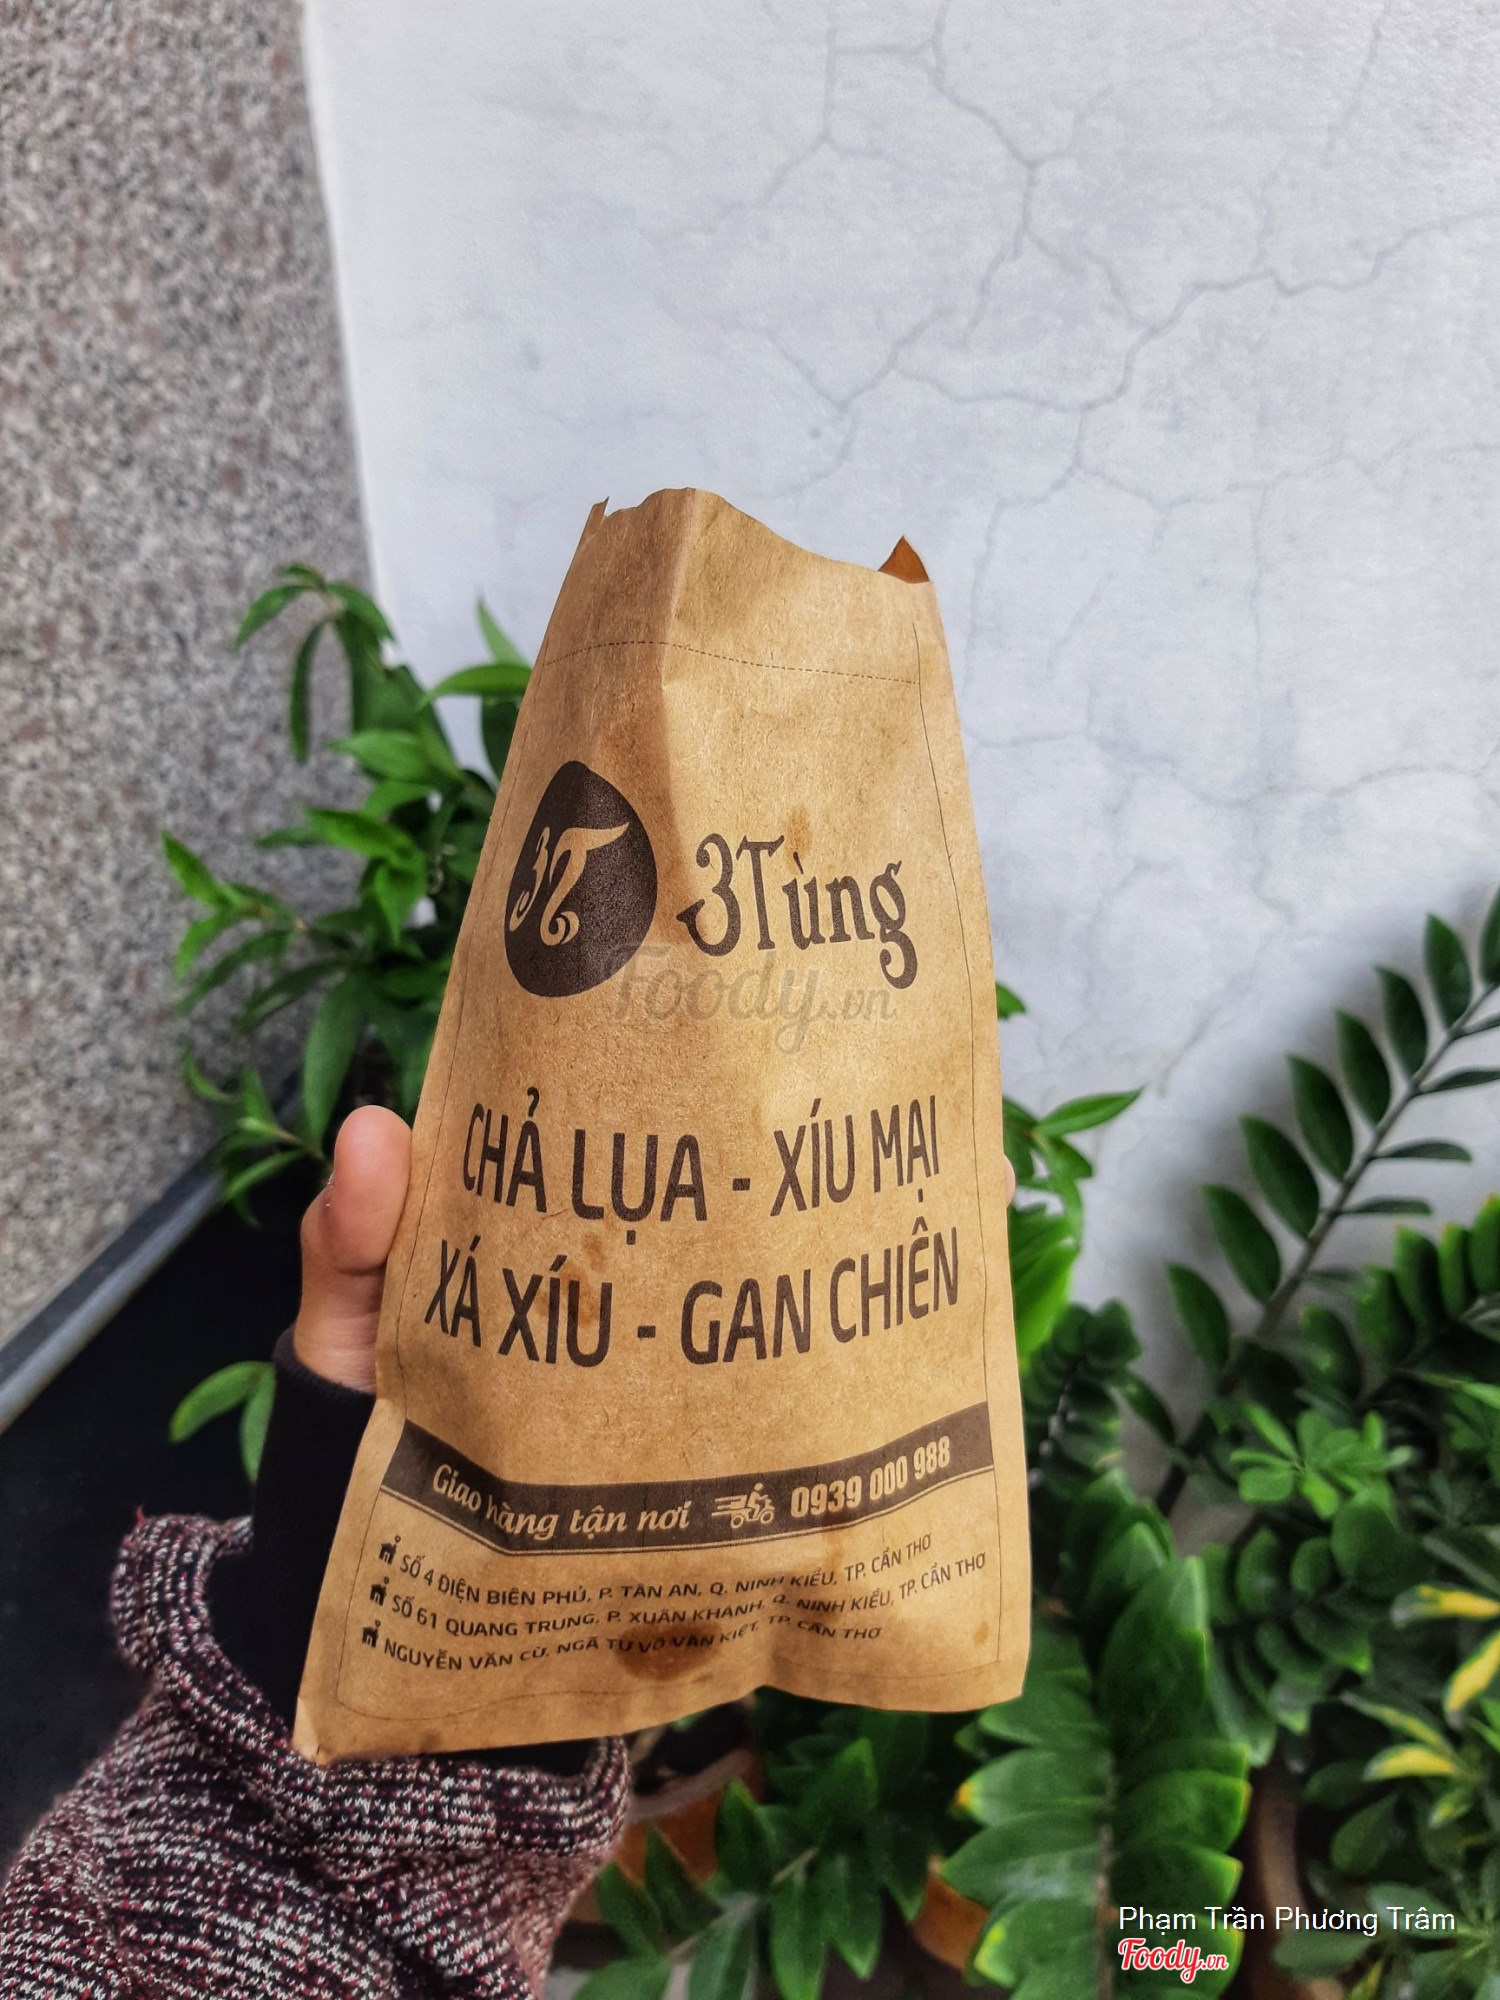 3T 3Tùng
Foody.vn
CHẢ LỤA - XÍU MẠI
XÁ XÍU - GAN CHIÊN
Giao hàng tận nơi 0939 000 988
SỐ 4 ĐIỆN BIÊN PHỦ, P. TÂN AN, Q. NINH KIỀU, TP. CẦN THƠ
SỐ 61 QUANG TRUNG, P. XUÂN KHÁNH, Q. NINH KIỀU, TP. CẦN THƠ
NGUYỄN VĂN CỪ, NGÃ TƯ VÕ VĂN KIỆT, TP. CẦN THƠ
Phạm Trần Phương Trâm
Foody.vn